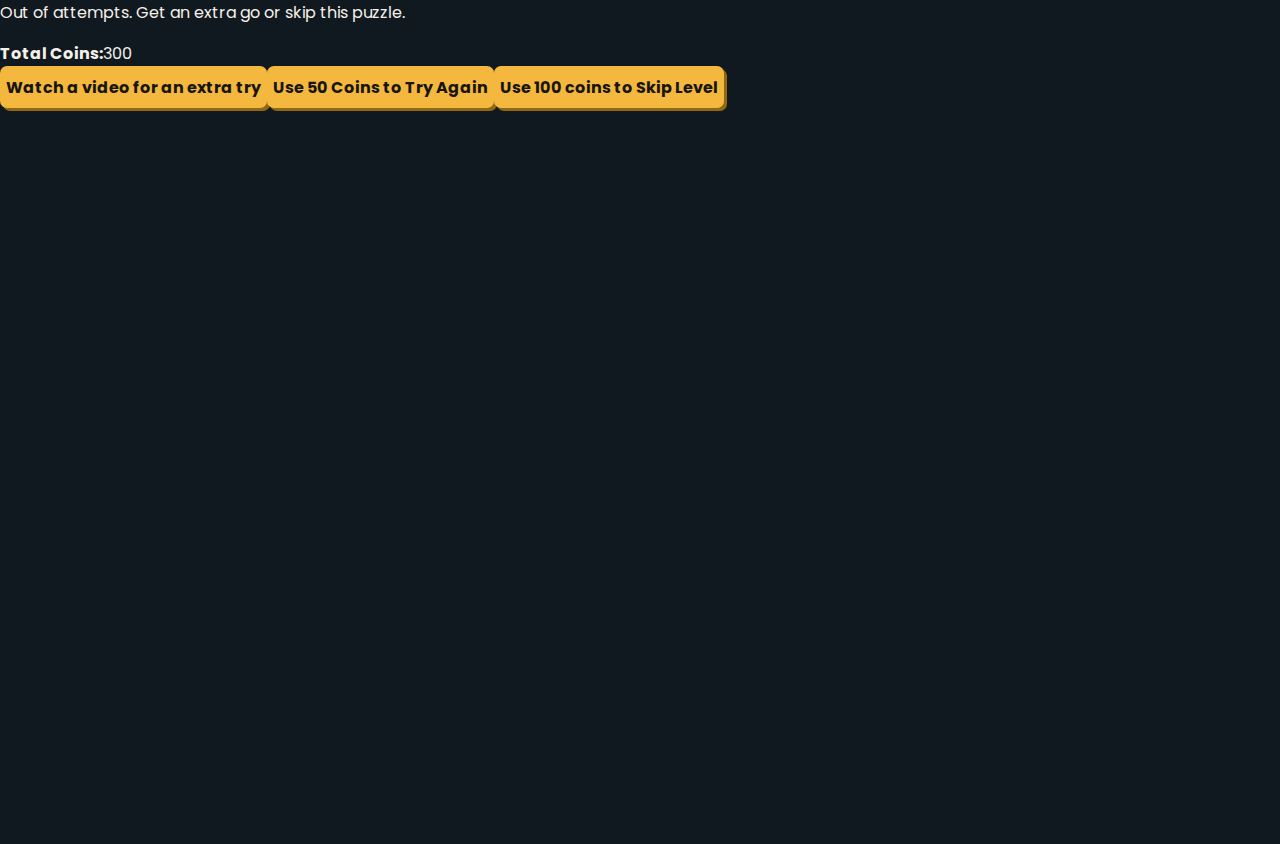 Out of attempts. Get an extra go or skip this puzzle.
Total Coins:300
Watch a video for an extra try Use 50 Coins to Try Again Use 100 coins to Skip Level